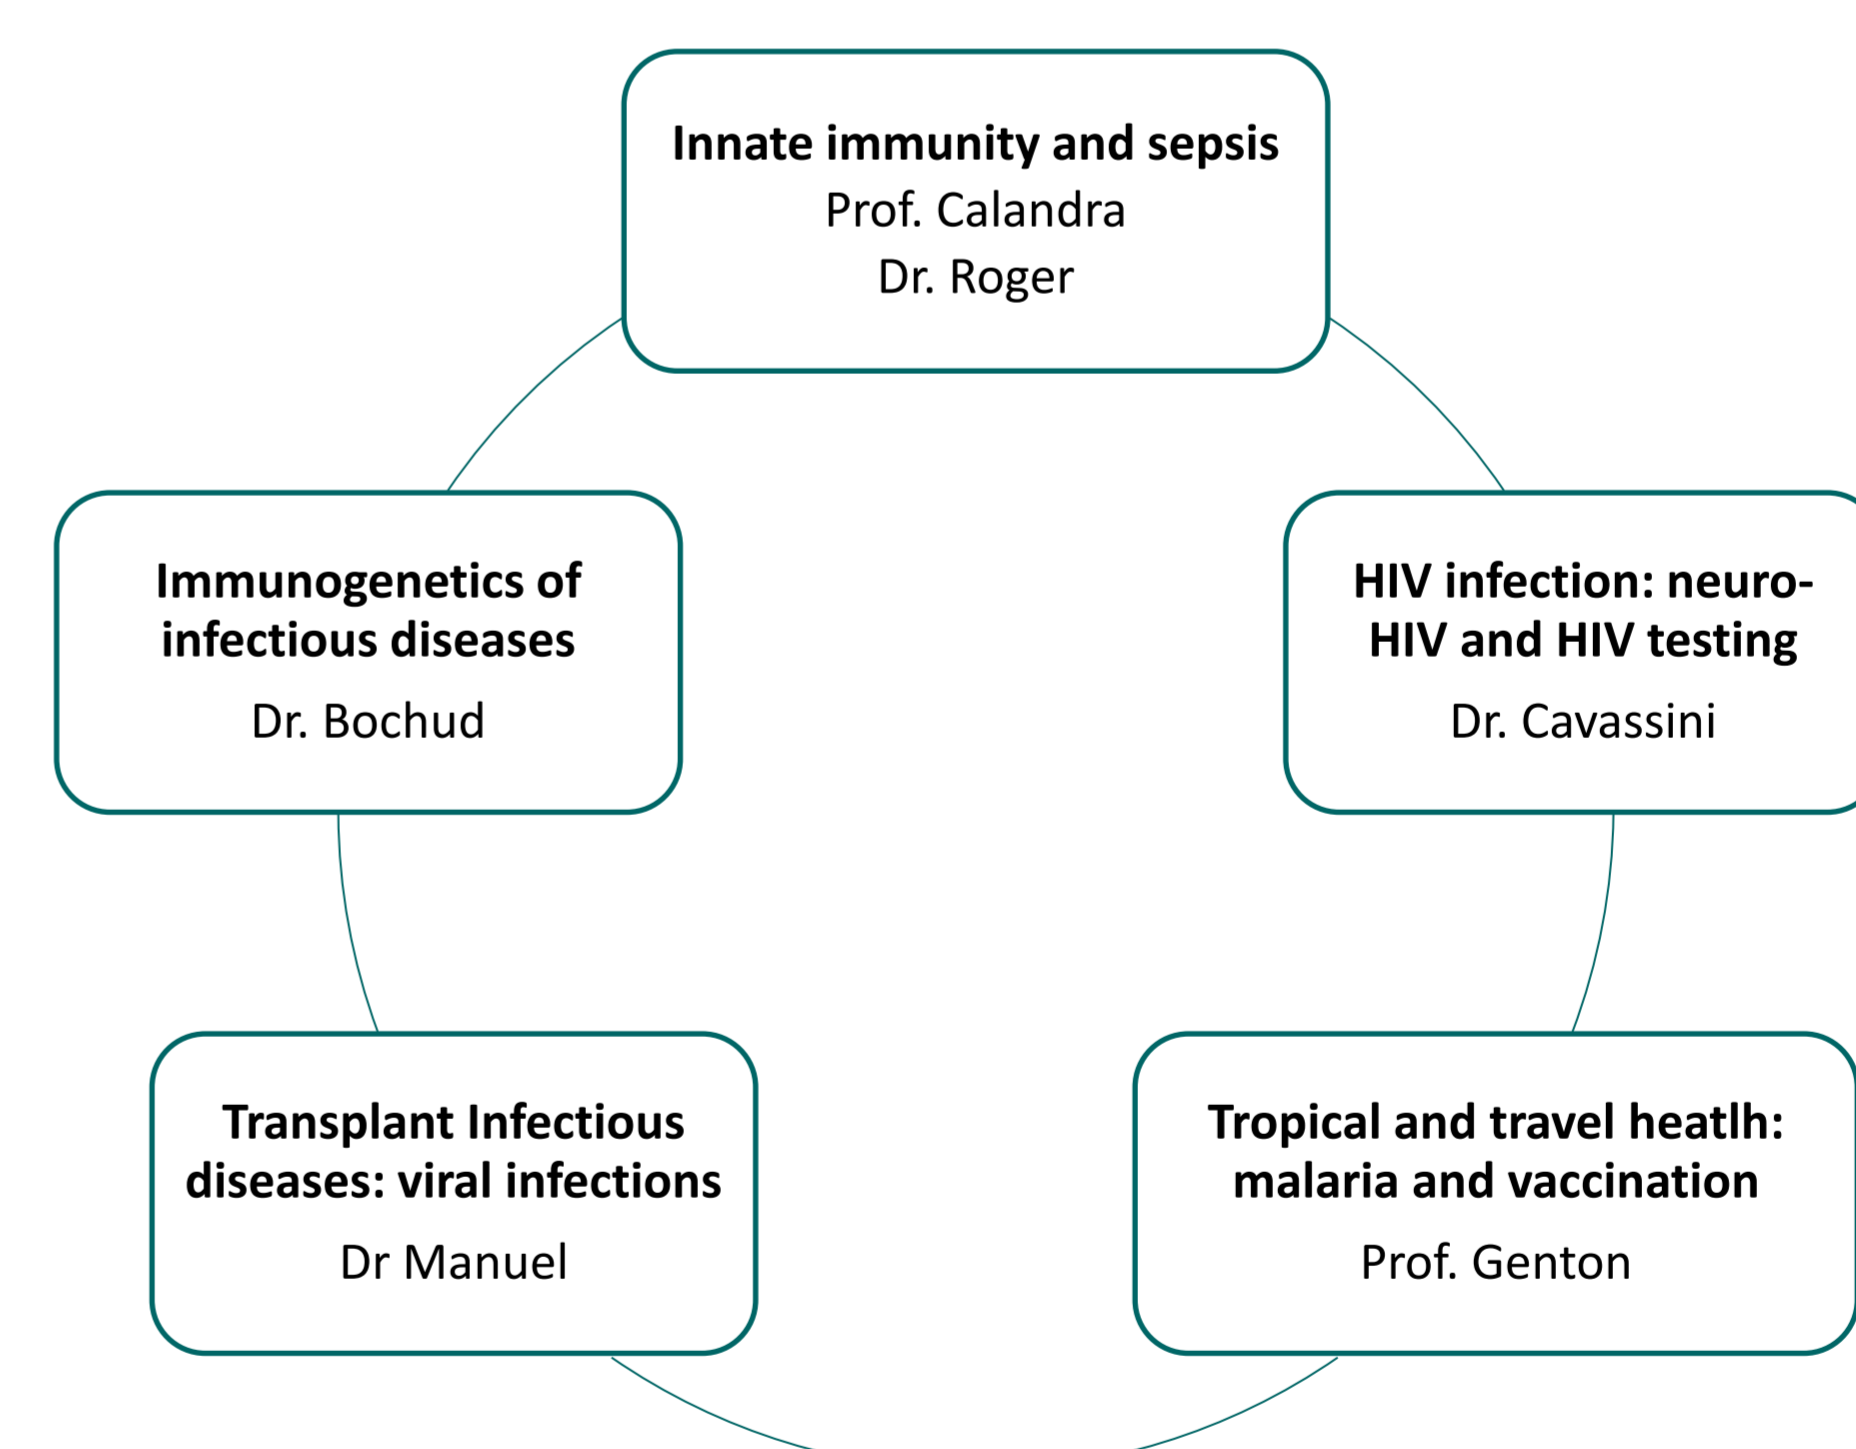 Innate immunity and sepsis
Prof. Calandra
Dr. Roger
Immunogenetics of
infectious diseases
Dr. Bochud
HIV infection: neuro-
HIV and HIV testing
Dr. Cavassini
Transplant Infectious
diseases: viral infections
Dr Manuel
Tropical and travel heatlh:
malaria and vaccination
Prof. Genton